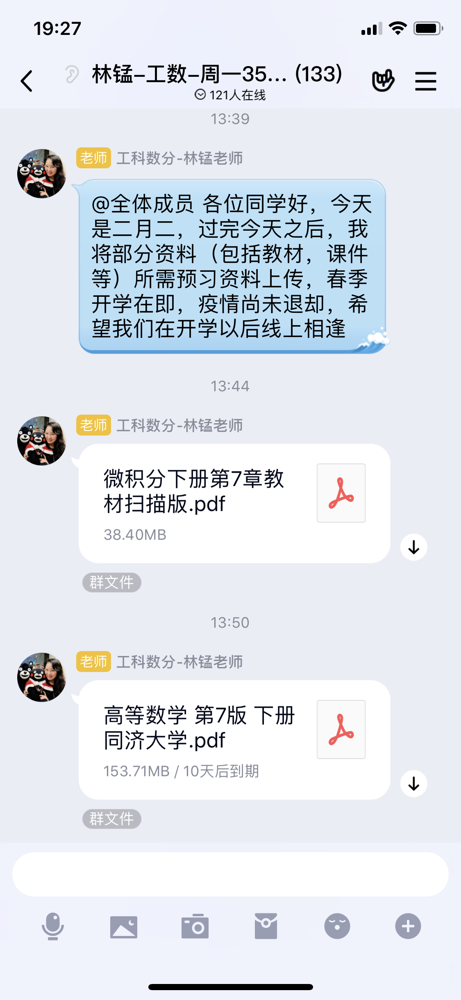 19:27
林锰–工数–周一35... (133)
121人在线
13:39
老师 工科数分-林锰老师
@全体成员 各位同学好，今天
是二月二，过完今天之后，我
将部分资料（包括教材，课件
等）所需预习资料上传，春季
开学在即，疫情尚未退却，希
望我们在开学以后线上相逢
13:44
老师 工科数分-林锰老师
微积分下册第7章教
材扫描版.pdf
38.40MB
群文件
13:50
老师 工科数分-林锰老师
高等数学 第7版 下册
同济大学.pdf
153.71MB / 10天后到期
群文件